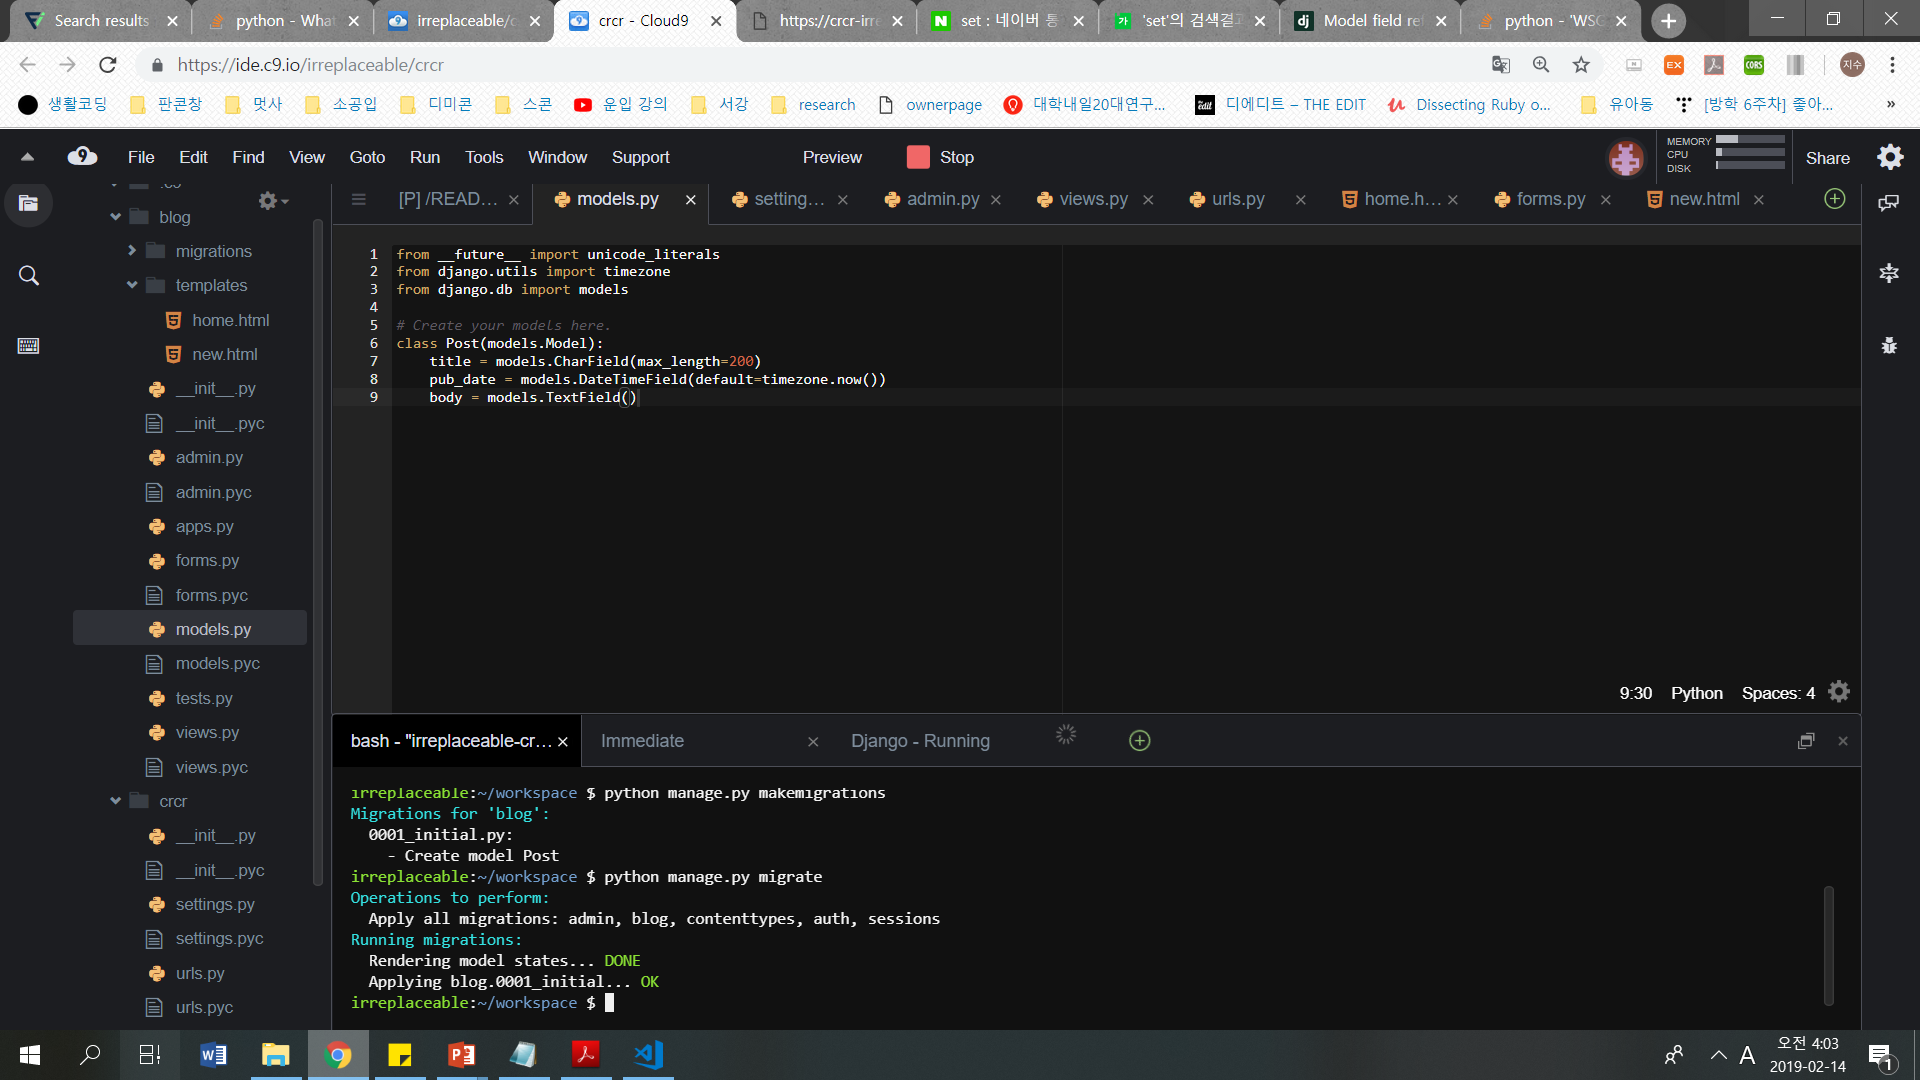 Search results
python - What
irreplaceable/c
crcr - Cloud9
https://crcr-irre
set : 네이버 통
'set'의 검색결
Model field ref
python - 'WSG
https://ide.c9.io/irreplaceable/crcr
지수
생활코딩
판콘창
멋사
소공입
디미콘
스콘
운입 강의
서강
research
ownerpage
대학내일20대연구...
디에디트 – THE EDIT
Dissecting Ruby o...
유아동
[방학 6주차] 좋아...
»
File Edit Find View Goto Run Tools Window Support
Preview
Stop
MEMORY
CPU
DISK
Share
blog
migrations
templates
home.html
new.html
__init__.py
__init__.pyc
admin.py
admin.pyc
apps.py
forms.py
forms.pyc
models.py
models.pyc
tests.py
views.py
views.pyc
crcr
__init__.py
__init__.pyc
settings.py
settings.pyc
urls.py
urls.pyc
[P] /READ...
models.py
setting...
admin.py
views.py
urls.py
home.h...
forms.py
new.html
1 from __future__ import unicode_literals
2 from django.utils import timezone
3 from django.db import models
4
5 # Create your models here.
6 class Post(models.Model):
7 title = models.CharField(max_length=200)
8 pub_date = models.DateTimeField(default=timezone.now())
9 body = models.TextField()
9:30 Python Spaces: 4
bash - "irreplaceable-cr...
Immediate
Django - Running
irreplaceable:~/workspace $ python manage.py makemigrations
Migrations for 'blog':
0001_initial.py:
- Create model Post
irreplaceable:~/workspace $ python manage.py migrate
Operations to perform:
Apply all migrations: admin, blog, contenttypes, auth, sessions
Running migrations:
Rendering model states... DONE
Applying blog.0001_initial... OK
irreplaceable:~/workspace $
A
오전 4:03
2019-02-14
1